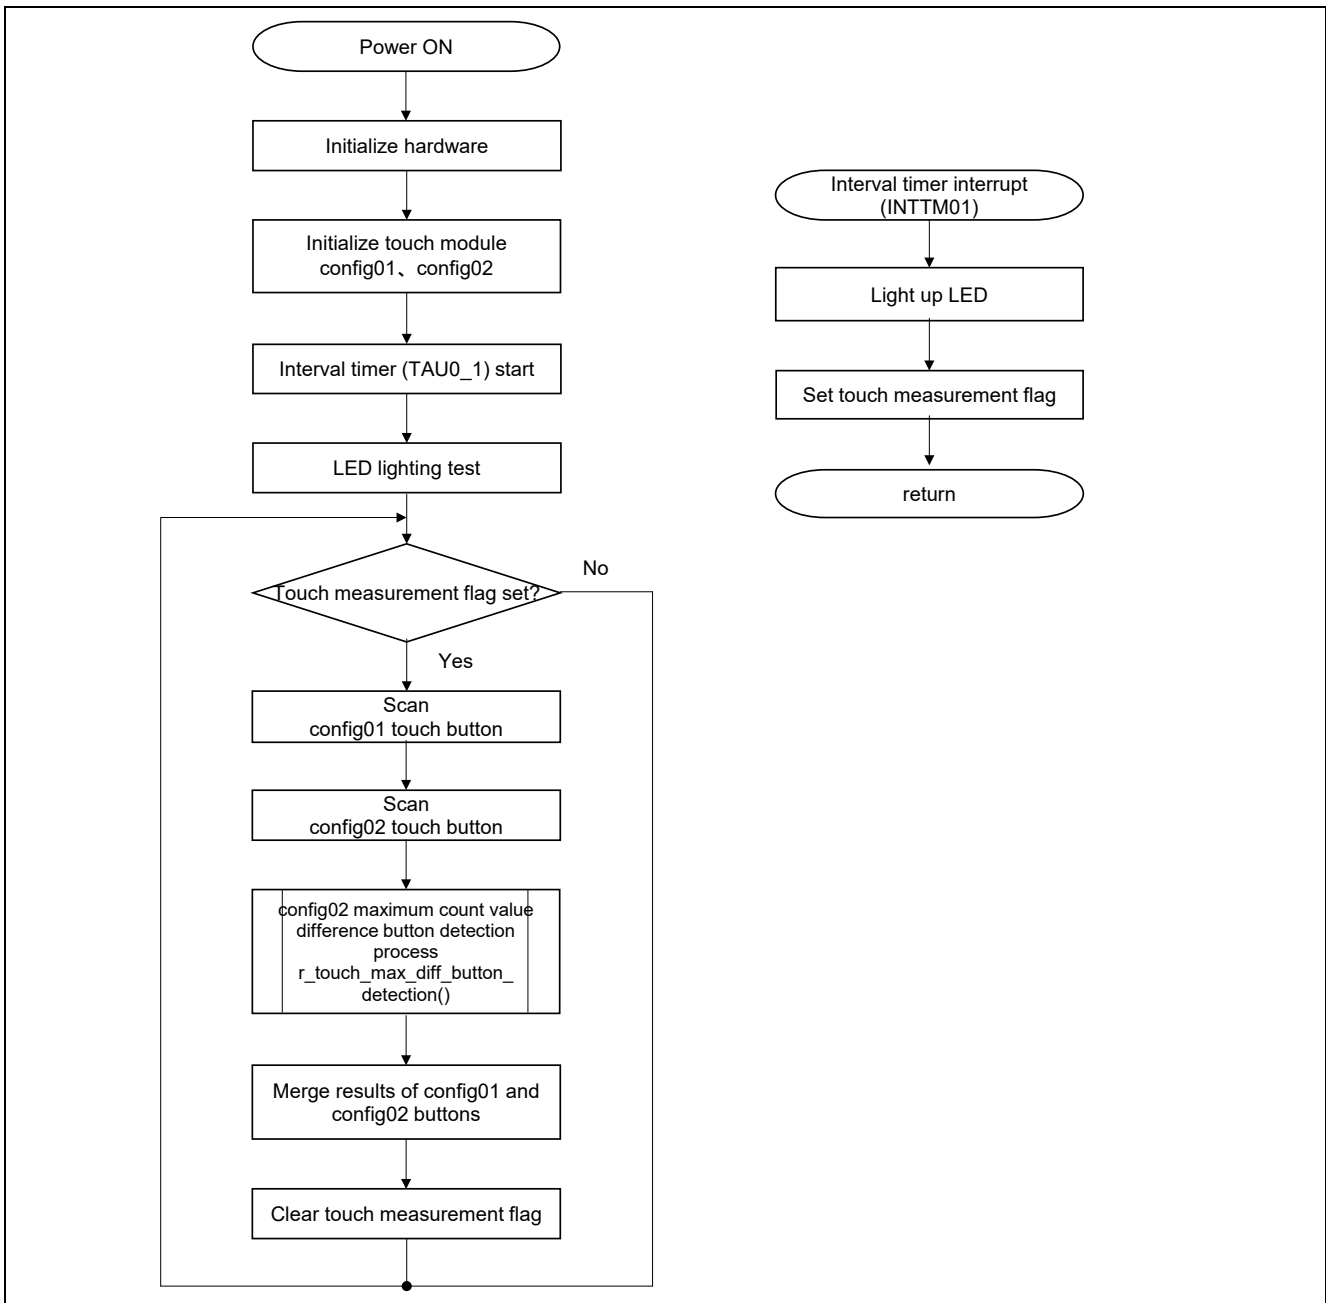 Power ON
Initialize hardware
Initialize touch module
config01、config02
Interval timer (TAU0_1) start
LED lighting test
Touch measurement flag set?
No
Yes
Scan
config01 touch button
Scan
config02 touch button
config02 maximum count value
difference button detection
process
r_touch_max_diff_button_
detection()
Merge results of config01 and
config02 buttons
Clear touch measurement flag
Interval timer interrupt
(INTTM01)
Light up LED
Set touch measurement flag
return